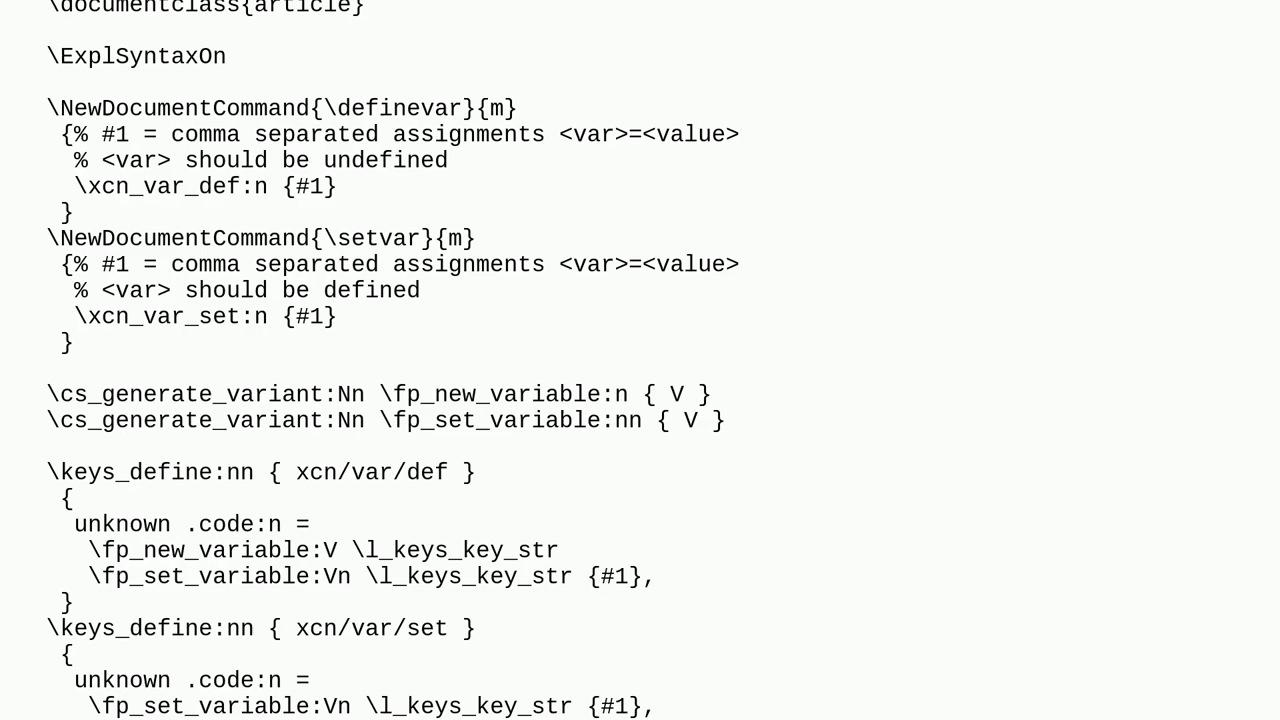 \documentclass{article}
\ExplSyntaxOn
\NewDocumentCommand{\definevar}{m}
{% #1 = comma separated assignments <var>=<value>
% <var> should be undefined
\xcn_var_def:n {#1}
}
\NewDocumentCommand{\setvar}{m}
{% #1 = comma separated assignments <var>=<value>
% <var> should be defined
\xcn_var_set:n {#1}
}
\cs_generate_variant:Nn \fp_new_variable:n { V }
\cs_generate_variant:Nn \fp_set_variable:nn { V }
\keys_define:nn { xcn/var/def }
{
unknown .code:n =
\fp_new_variable:V \l_keys_key_str
\fp_set_variable:Vn \l_keys_key_str {#1},
}
\keys_define:nn { xcn/var/set }
{
unknown .code:n =
\fp_set_variable:Vn \l_keys_key_str {#1},